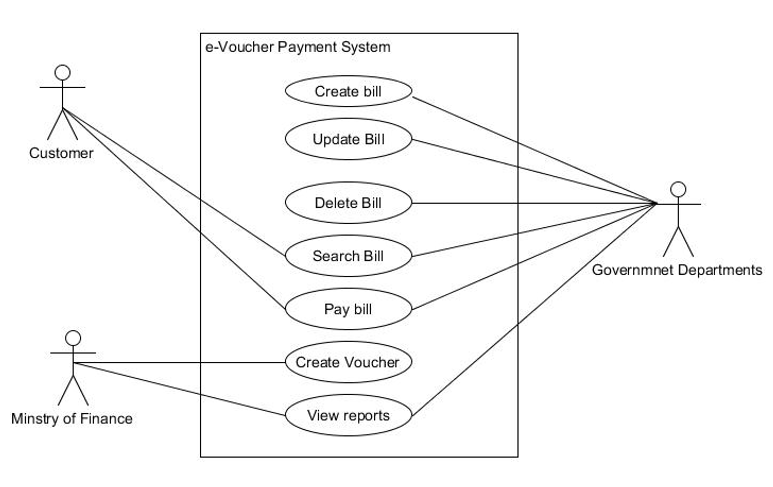 e-Voucher Payment System
Create bill
Update Bill
Customer
Delete Bill
Search Bill
Governmnet Departments
Pay bill
Create Voucher
View reports
Minstry of Finance